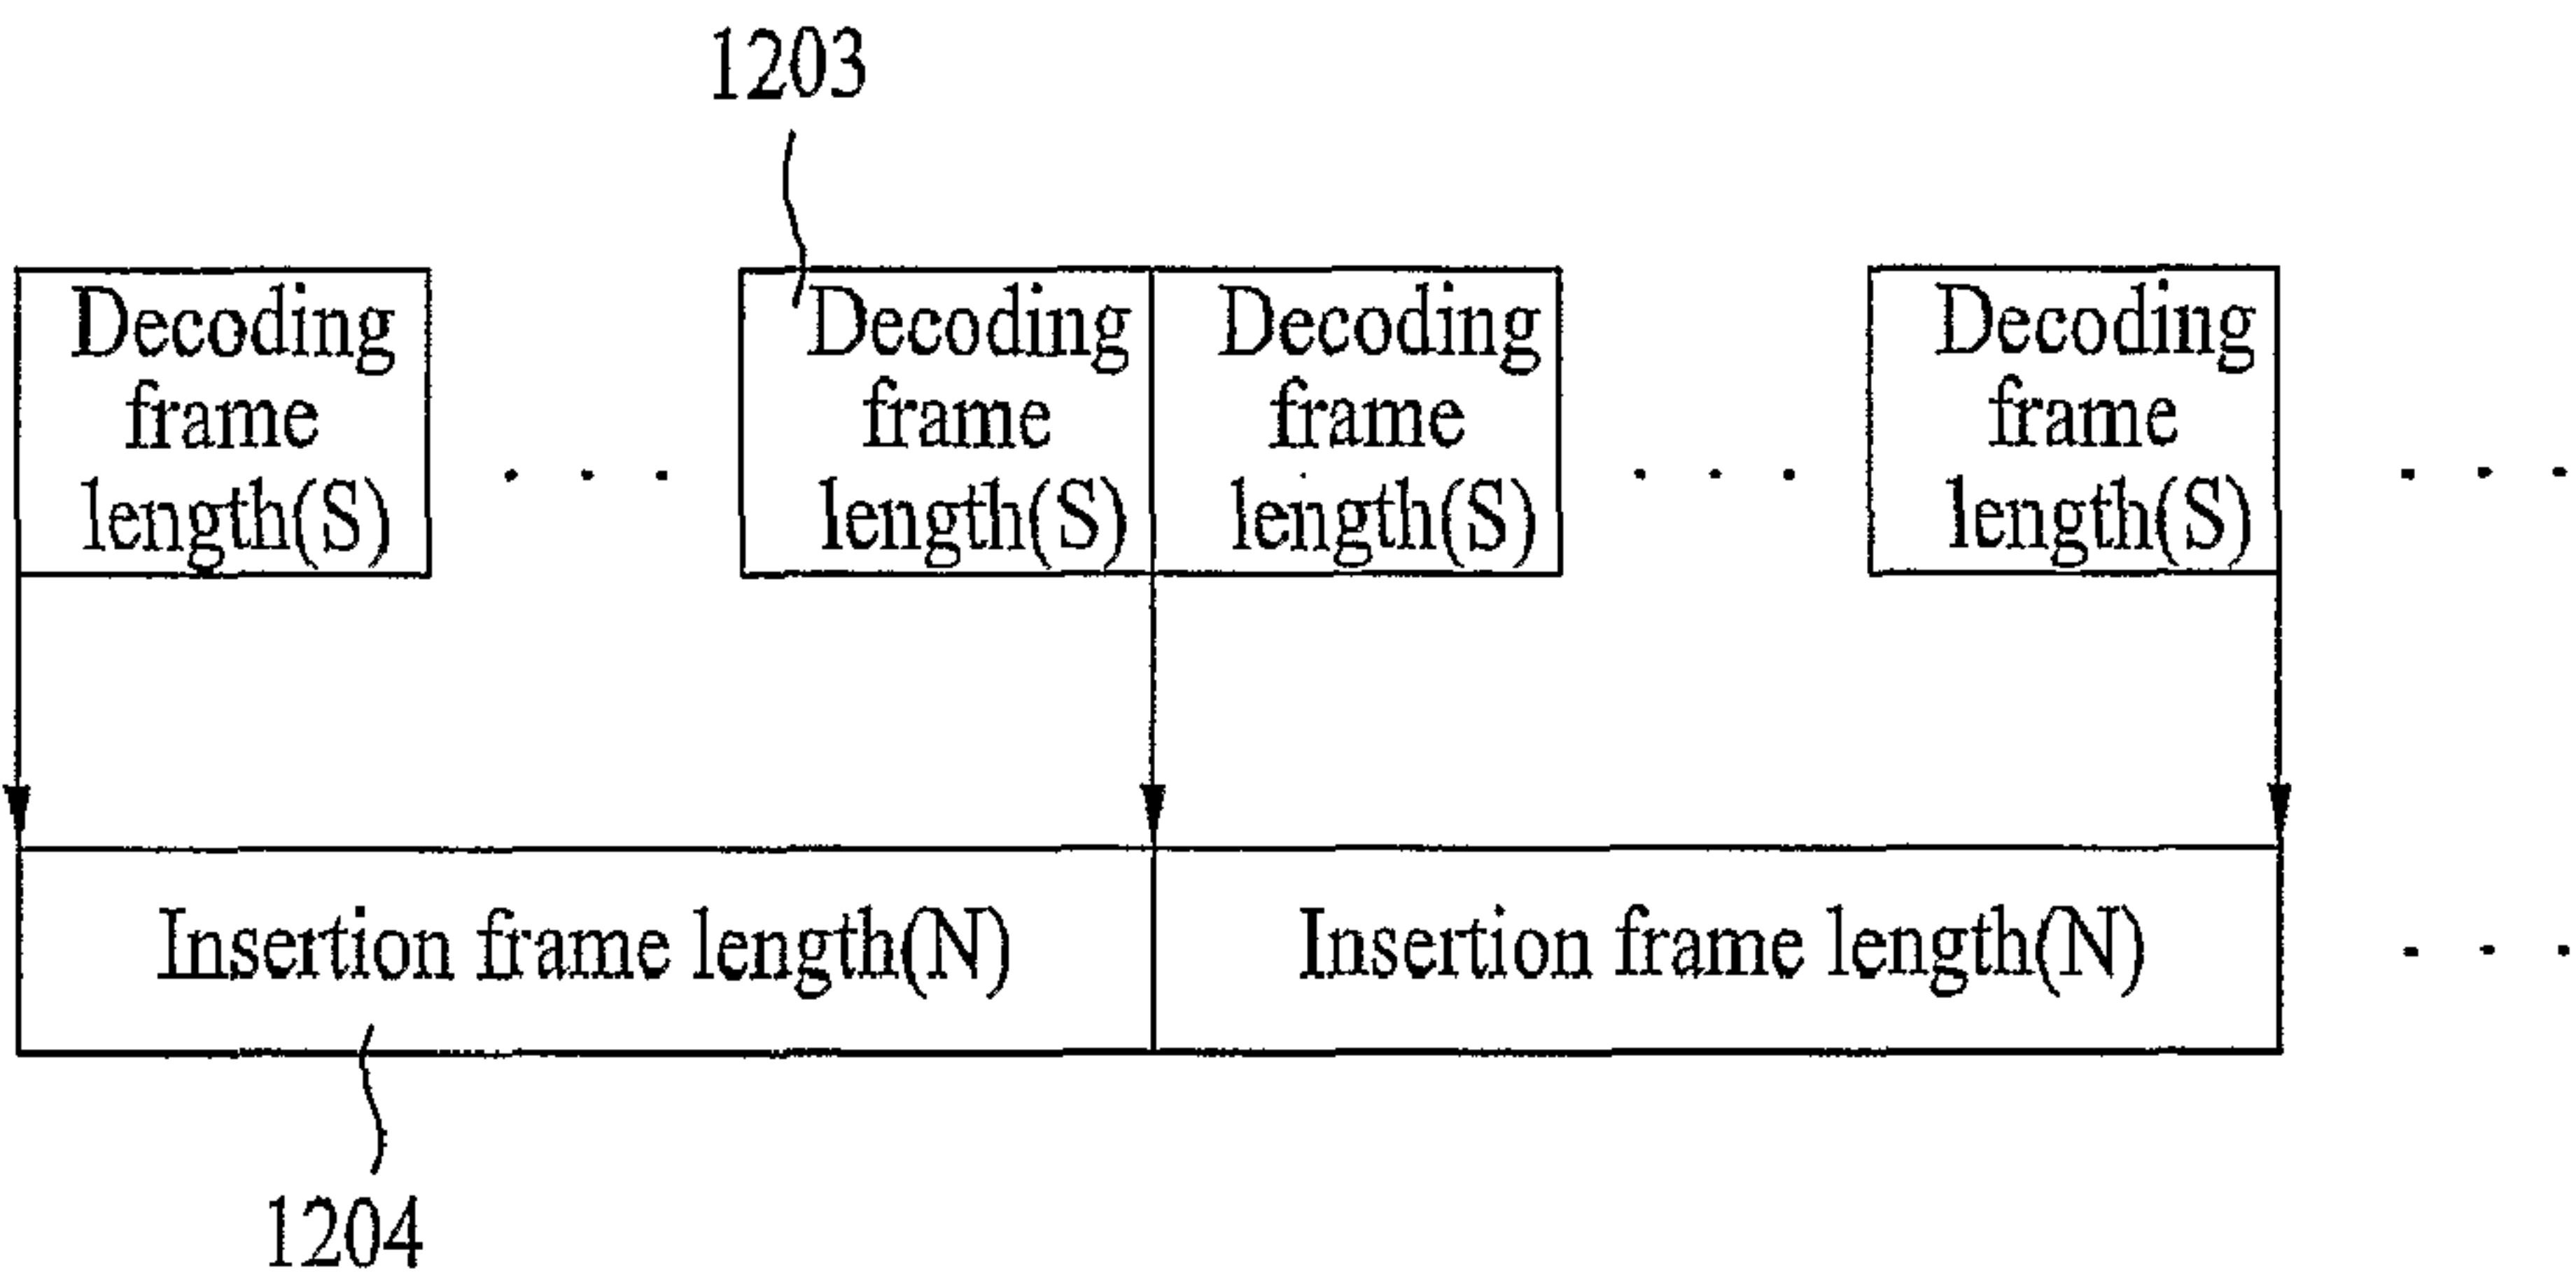 1203
Decoding
frame
length(S)
. . .
Decoding
frame
length(S)
Decoding
frame
length(S)
. . .
Decoding
frame
length(S)
. . .
Insertion frame length(N)
Insertion frame length(N)
. . .
1204